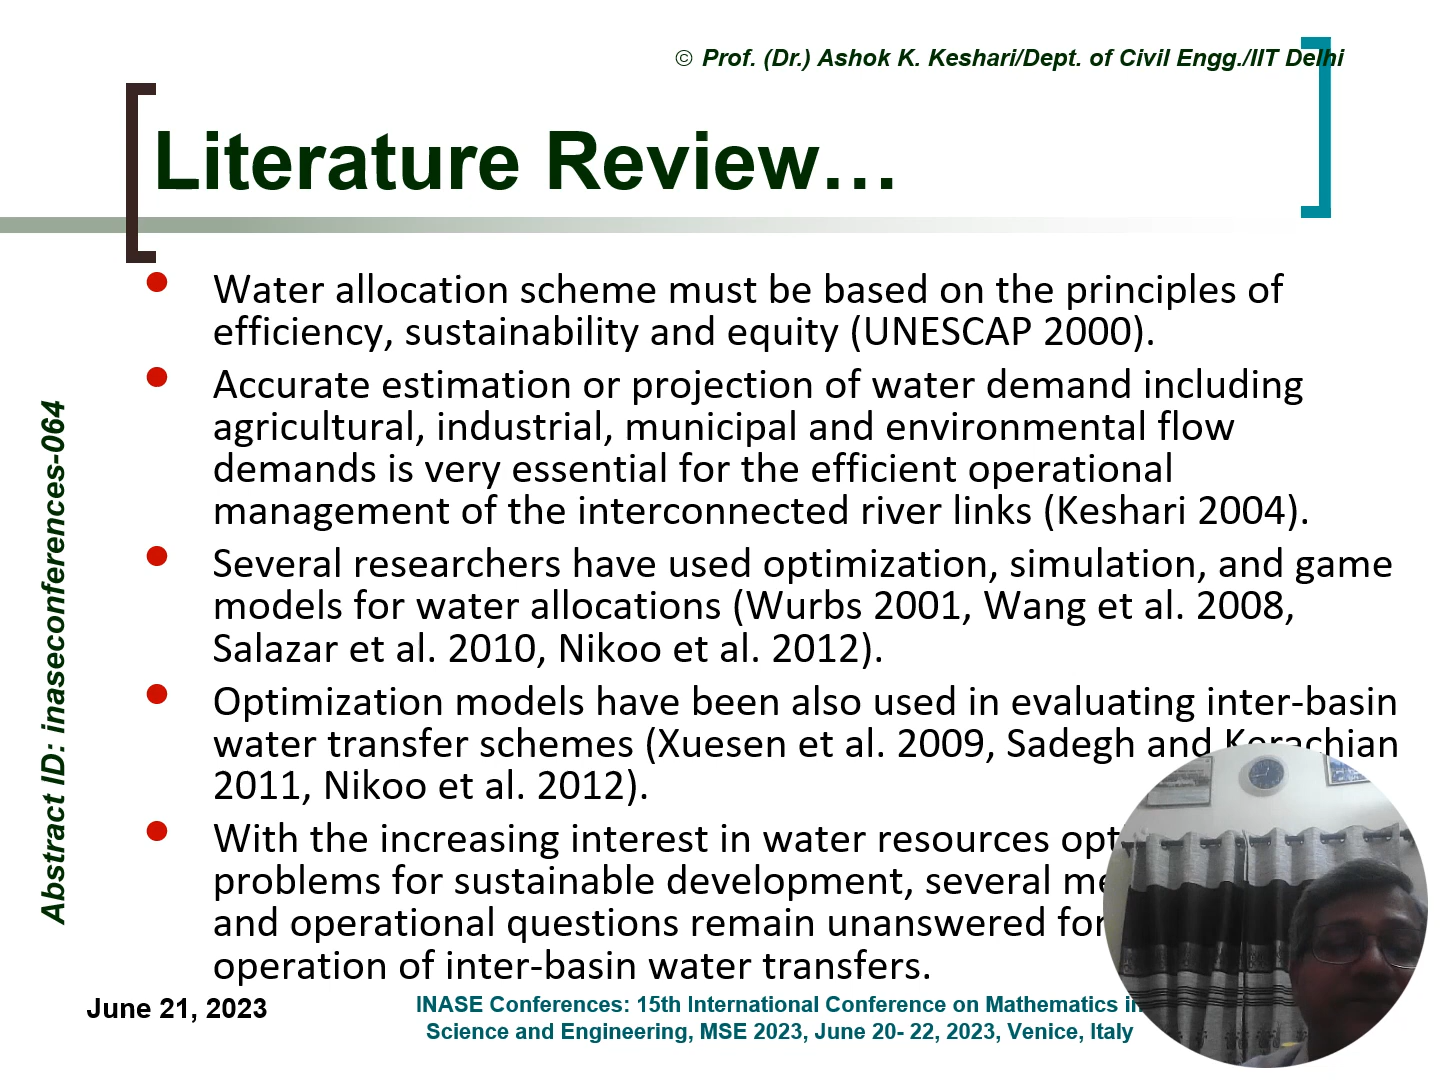 © Prof. (Dr.) Ashok K. Keshari/Dept. of Civil Engg./IIT Delhi
Literature Review…
Water allocation scheme must be based on the principles of
efficiency, sustainability and equity (UNESCAP 2000).
Accurate estimation or projection of water demand including
agricultural, industrial, municipal and environmental flow
demands is very essential for the efficient operational
management of the interconnected river links (Keshari 2004).
Several researchers have used optimization, simulation, and game
models for water allocations (Wurbs 2001, Wang et al. 2008,
Salazar et al. 2010, Nikoo et al. 2012).
Optimization models have been also used in evaluating inter-basin
water transfer schemes (Xuesen et al. 2009, Sadegh and Kerachian
2011, Nikoo et al. 2012).
With the increasing interest in water resources
problems for sustainable development, several
and operational questions remain unanswered for
operation of inter-basin water transfers.
Abstract ID: inaseconferences-064
June 21, 2023
INASE Conferences: 15th International Conference on Mathematics in
Science and Engineering, MSE 2023, June 20- 22, 2023, Venice, Italy